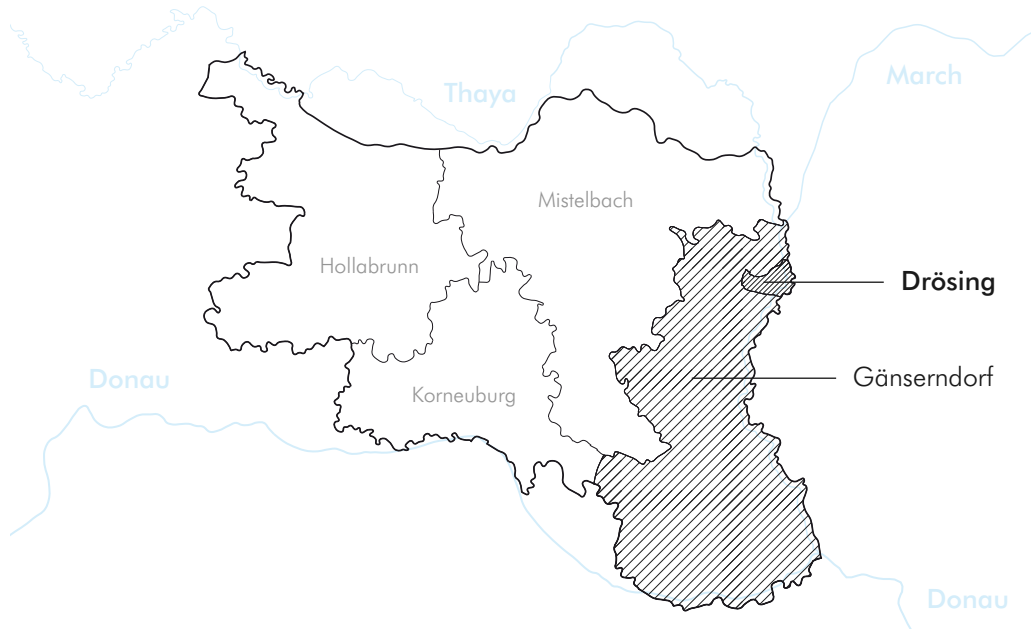 March
Thaya
Mistelbach
Hollabrunn
Drösing
Donau
Gänserndorf
Korneuburg
Donau